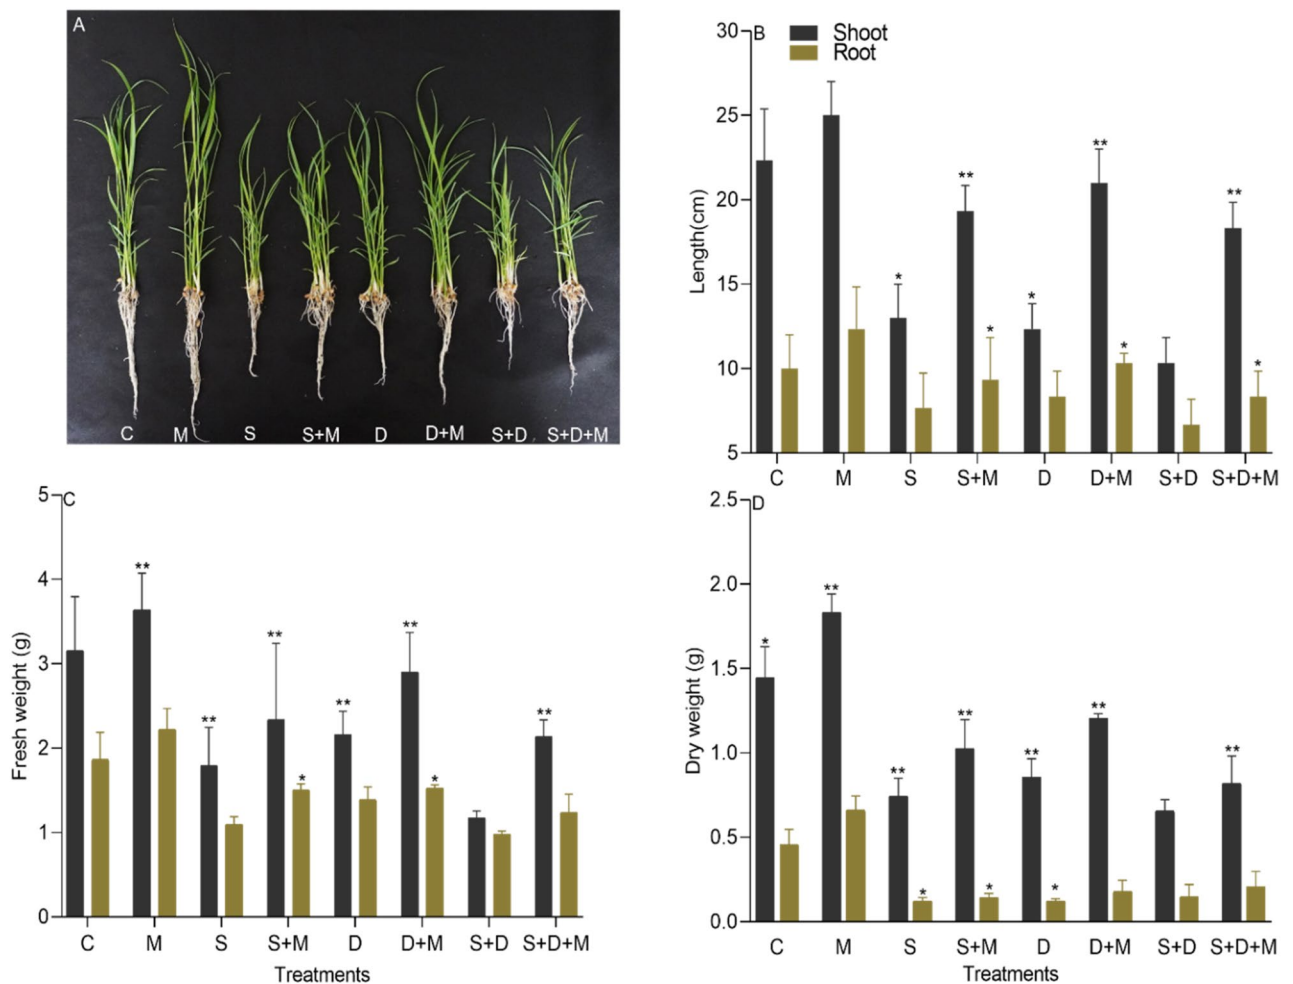 A
C M S S+M D D+M S+D S+D+M
B
Shoot
Root
Length(cm)
30
25
20
15
10
5
** ** **
* * * * *
C M S S+M D D+M S+D S+D+M
C
Fresh weight (g)
5
4
3
2
1
0
** ** ** ** ** **
* *
C M S S+M D D+M S+D S+D+M
Treatments
D
Dry weight (g)
2.5
2.0
1.5
1.0
0.5
0.0
* ** ** ** ** ** **
* * *
C M S S+M D D+M S+D S+D+M
Treatments